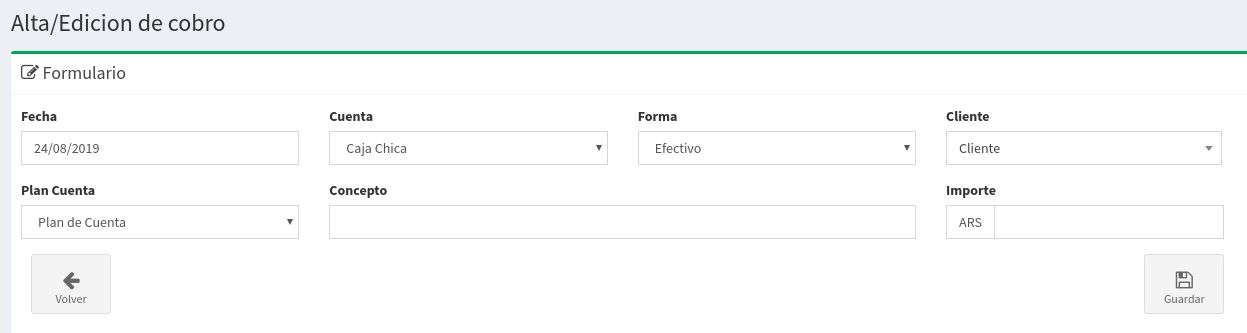 Alta/Edicion de cobro
Formulario
Fecha Cuenta Forma Cliente
24/08/2019 Caja Chica Efectivo Cliente
Plan Cuenta Concepto Importe
Plan de Cuenta ARS
Volver Guardar